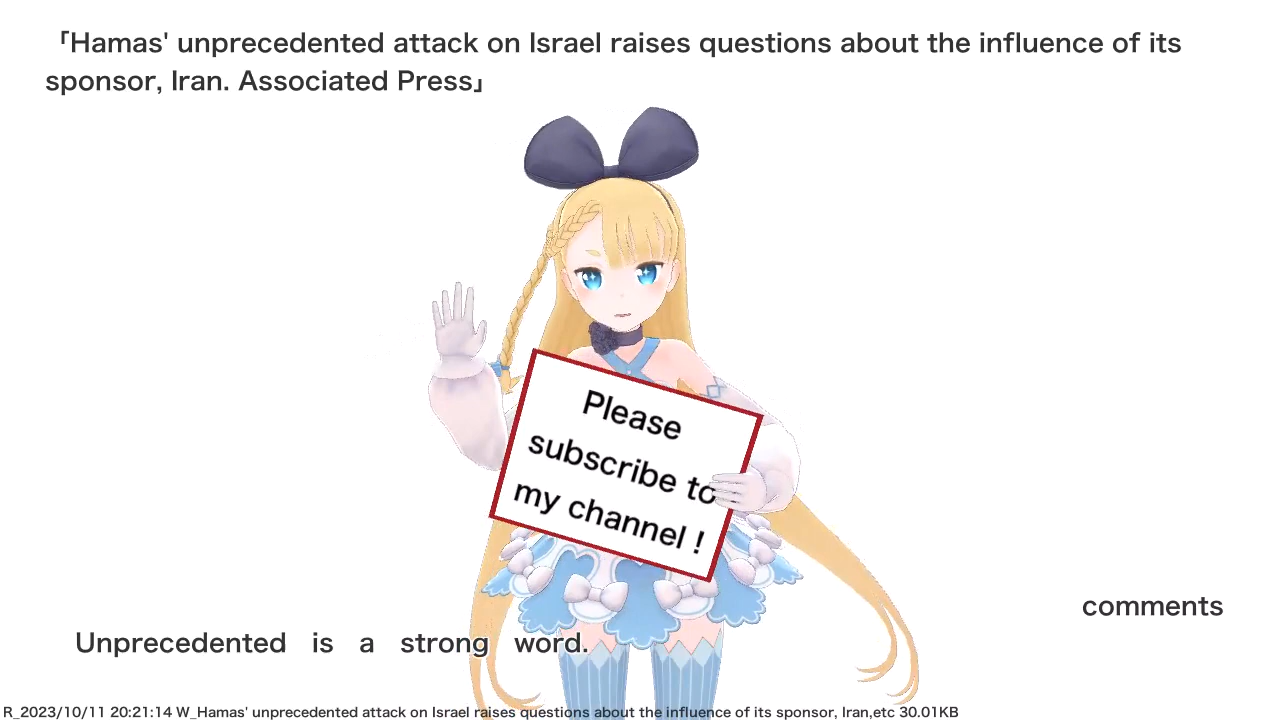 「Hamas' unprecedented attack on Israel raises questions about the influence of its
sponsor, Iran. Associated Press」
Please
subscribe to
my channel !
comments
Unprecedented is a strong word.
R_2023/10/11 20:21:14 W_Hamas' unprecedented attack on Israel raises questions about the influence of its sponsor, Iran,etc 30.01KB